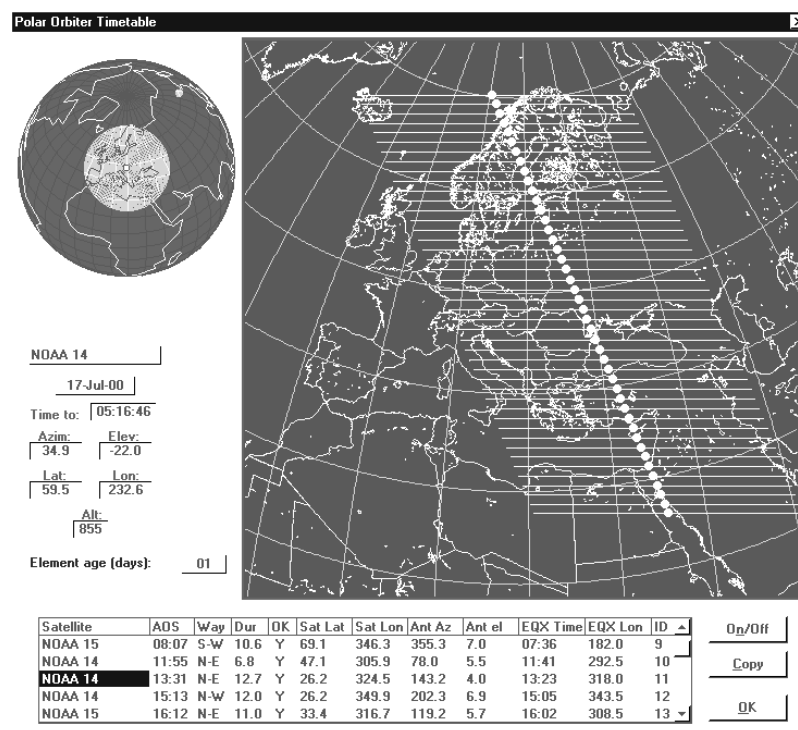 Polar Orbiter Timetable
NOAA 14
17-Jul-00
Time to: 05:16:46
Azim: Elev:
34.9 -22.0
Lat: Lon:
59.5 232.6
Alt:
855
Element age (days): 01
Satellite AOS Way Dur OK Sat Lat Sat Lon Ant Az Ant el EQX Time EQX Lon ID
NOAA 15 08:07 S-W 10.6 Y 69.1 346.3 355.3 7.0 07:36 182.0 9
NOAA 14 11:55 N-E 6.8 Y 47.1 305.9 78.0 5.5 11:41 292.5 10
NOAA 14 13:31 N-E 12.7 Y 26.2 324.5 143.2 4.0 13:23 318.0 11
NOAA 14 15:13 N-W 12.0 Y 26.2 349.9 202.3 6.9 15:05 343.5 12
NOAA 15 16:12 N-E 11.0 Y 33.4 316.7 119.2 5.7 16:02 308.5 13
On/Off
Copy
OK